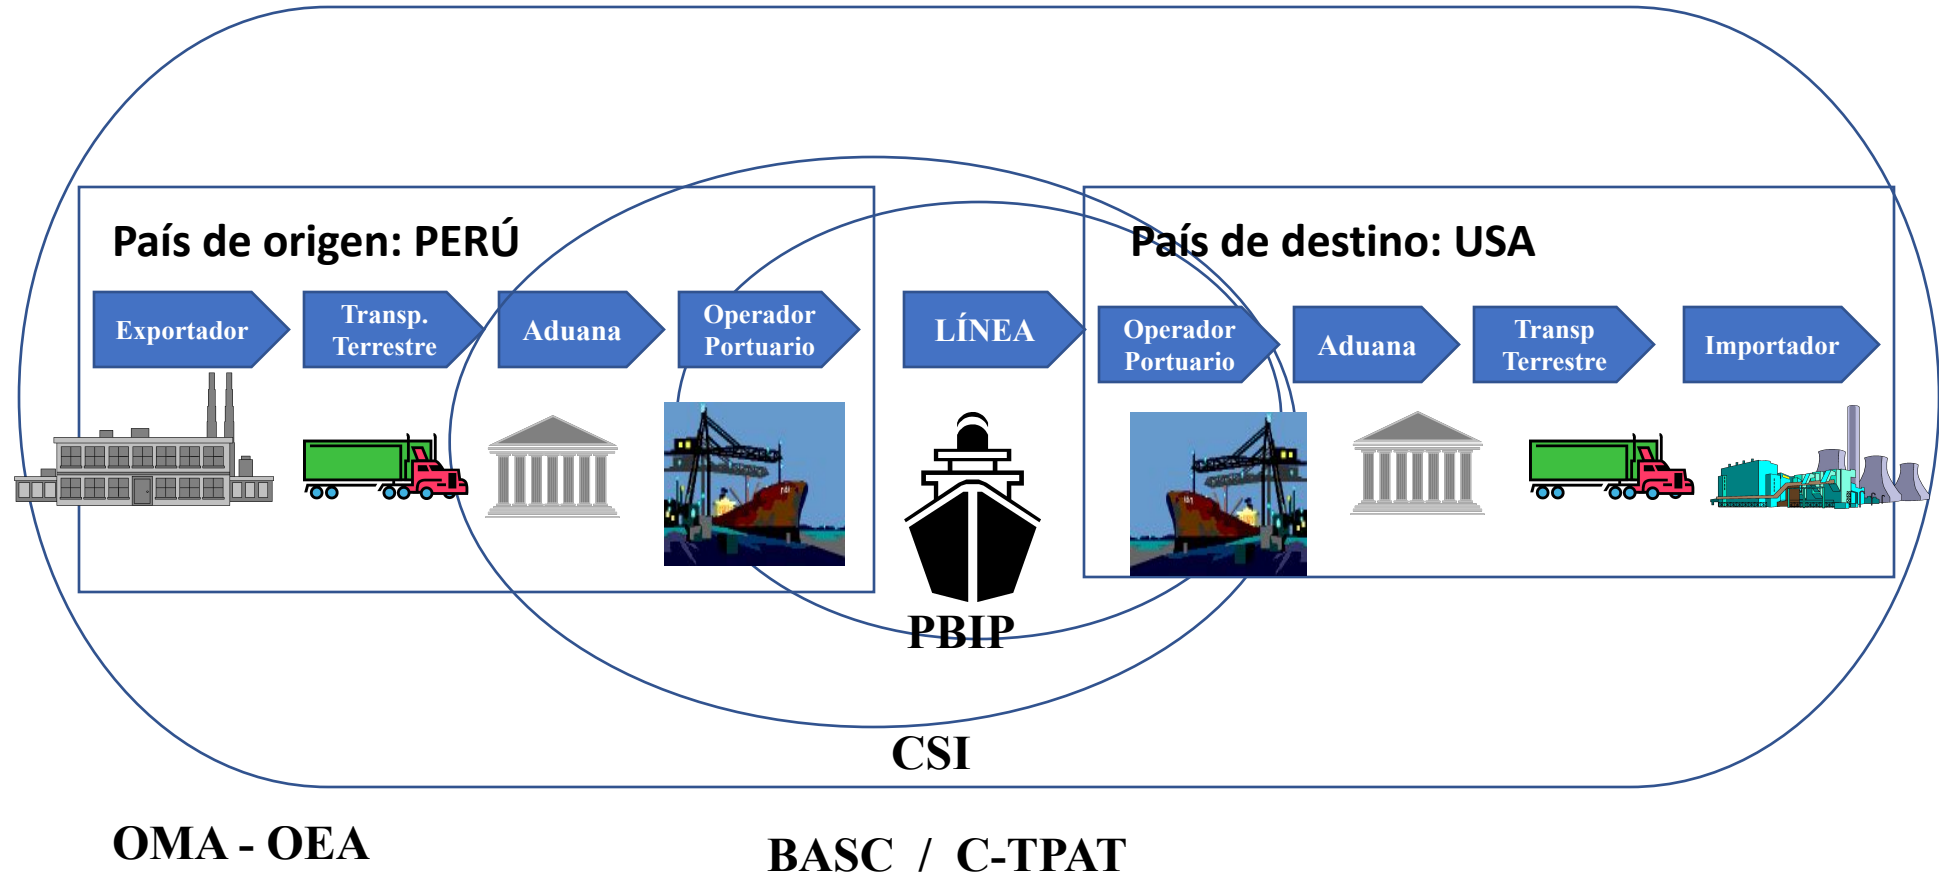 País de origen: PERÚ
País de destino: USA
Exportador
Transp.
Terrestre
Aduana
Operador
Portuario
LÍNEA
Operador
Portuario
Aduana
Transp
Terrestre
Importador
PBIP
CSI
OMA - OEA
BASC / C-TPAT